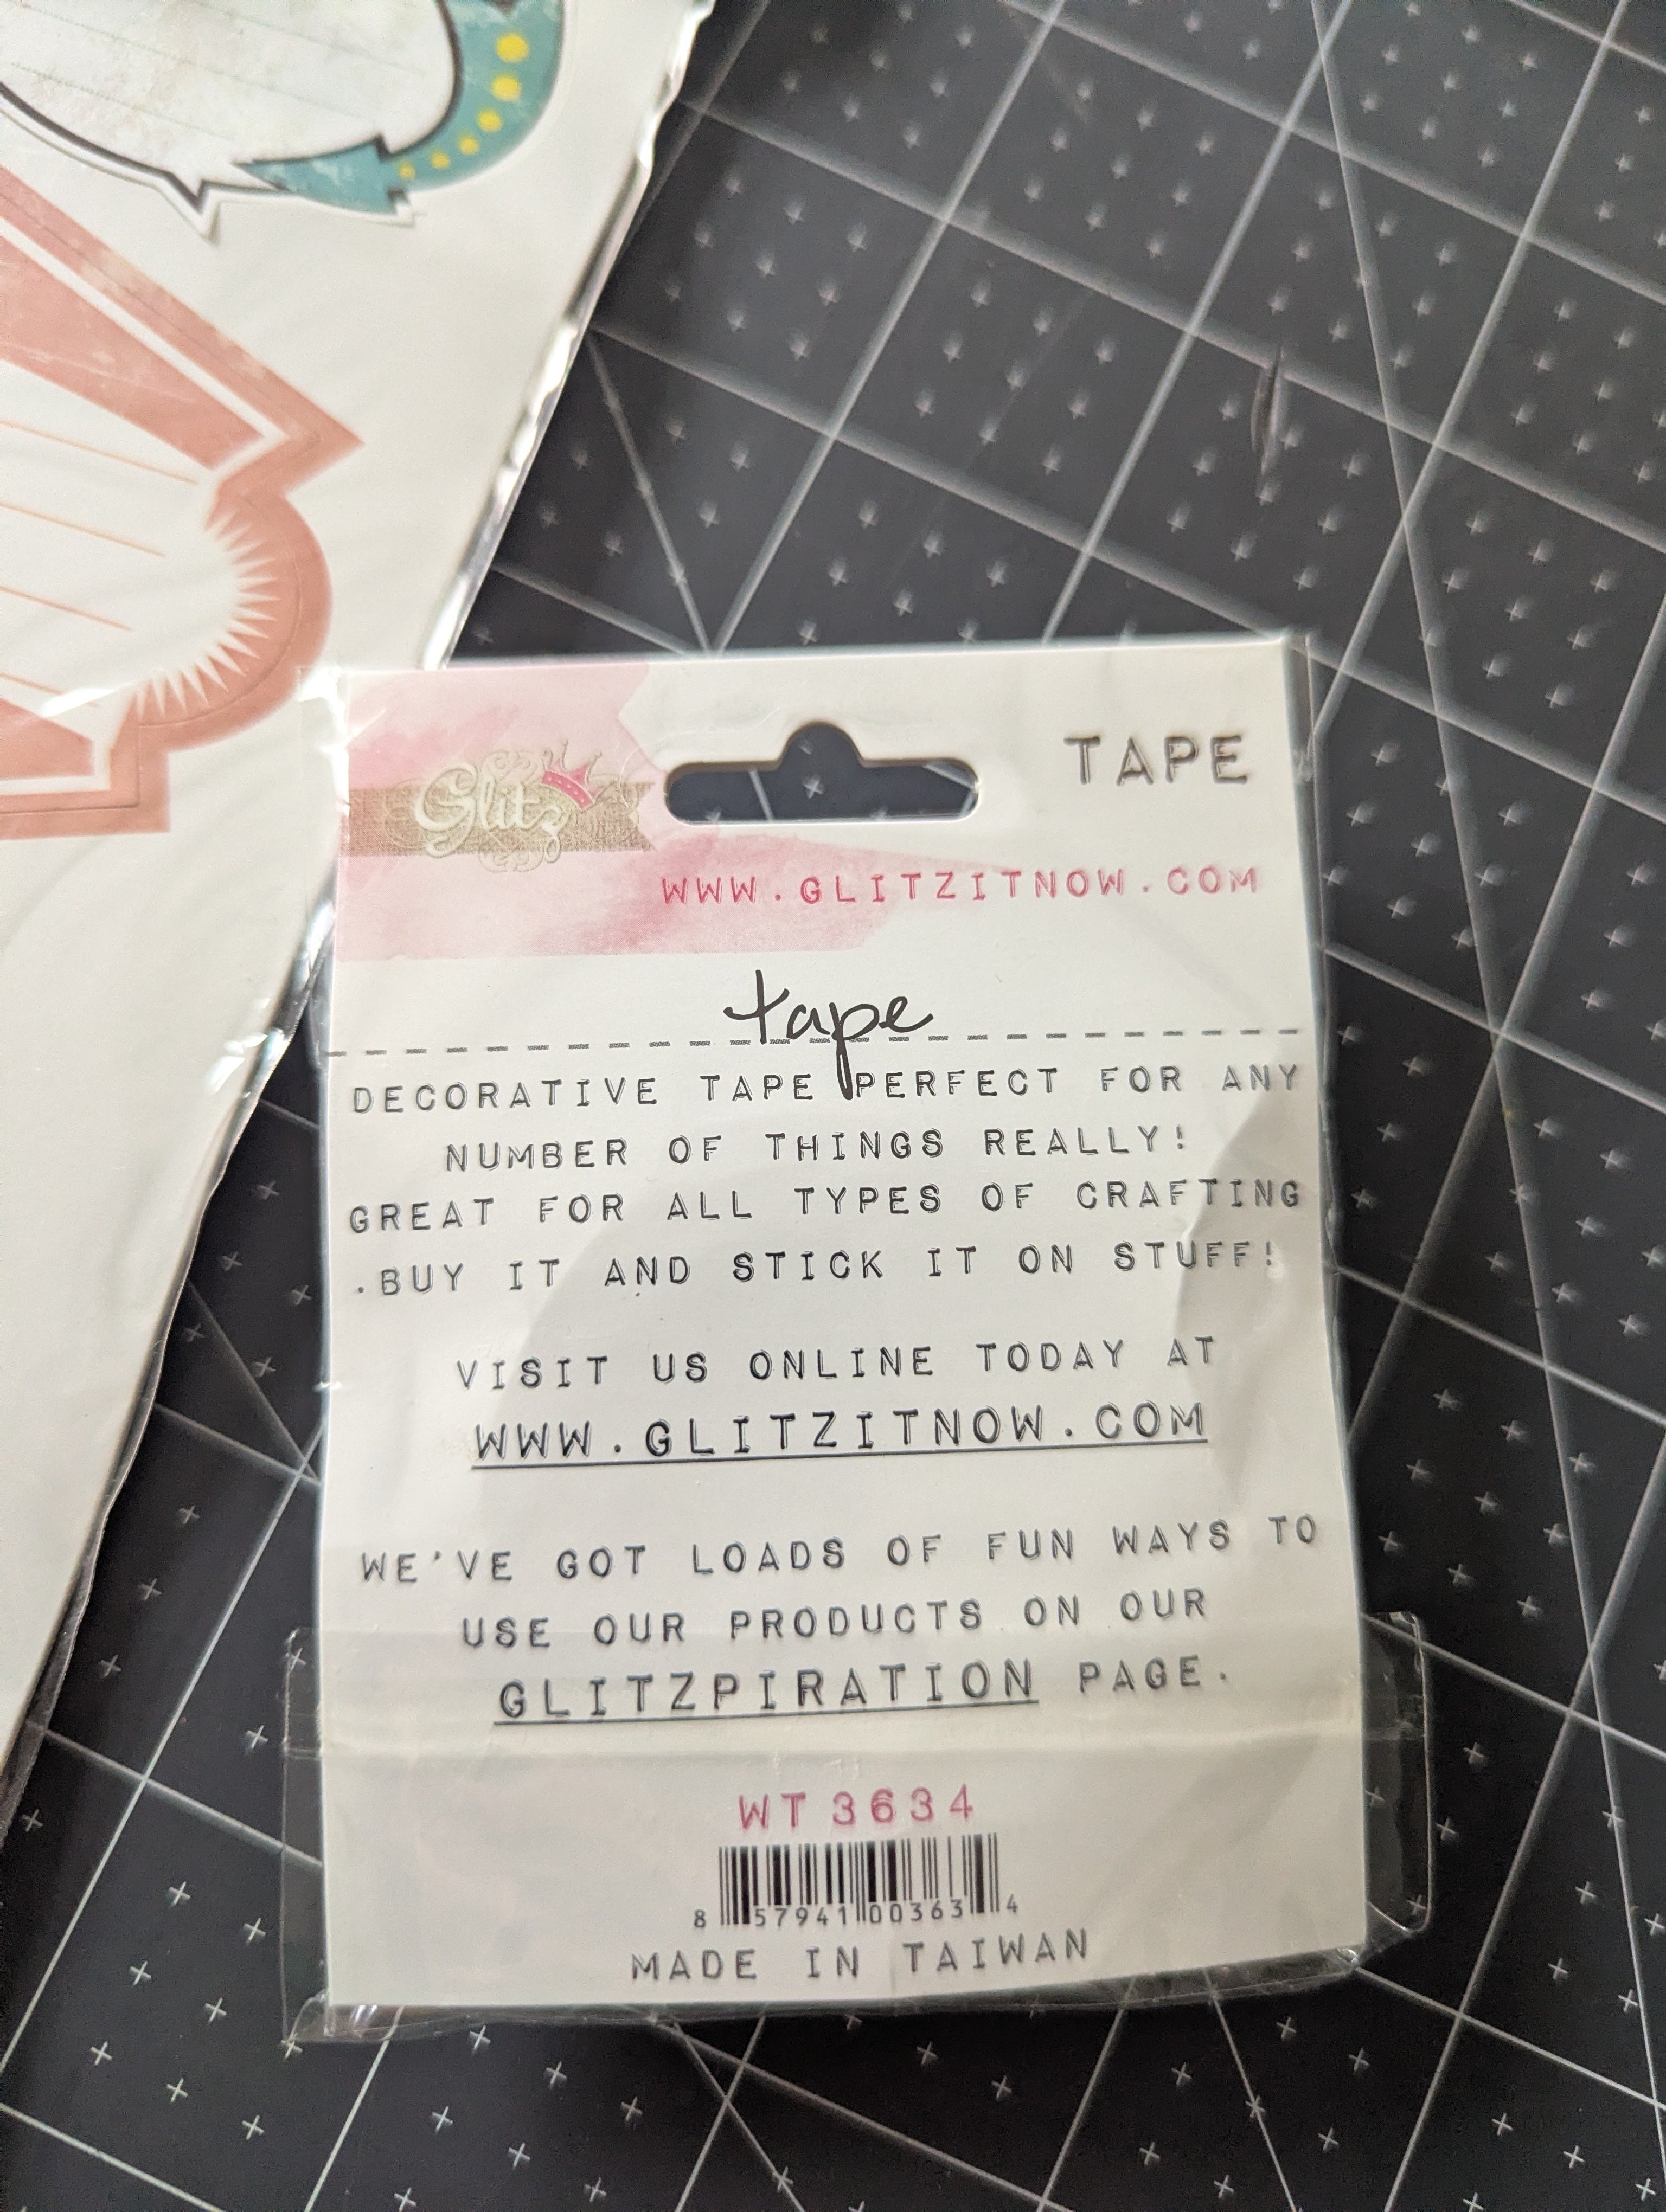 Glitz
TAPE
WWW.GLITZITNOW.COM
tape
DECORATIVE TAPE PERFECT FOR ANY
NUMBER OF THINGS REALLY!
GREAT FOR ALL TYPES OF CRAFTING
.BUY IT AND STICK IT ON STUFF!
VISIT US ONLINE TODAY AT
WWW.GLITZITNOW.COM
WE'VE GOT LOADS OF FUN WAYS TO
USE OUR PRODUCTS ON OUR
GLITZPIRATION PAGE.
WT3634
8 57941 00363 4
MADE IN TAIWAN